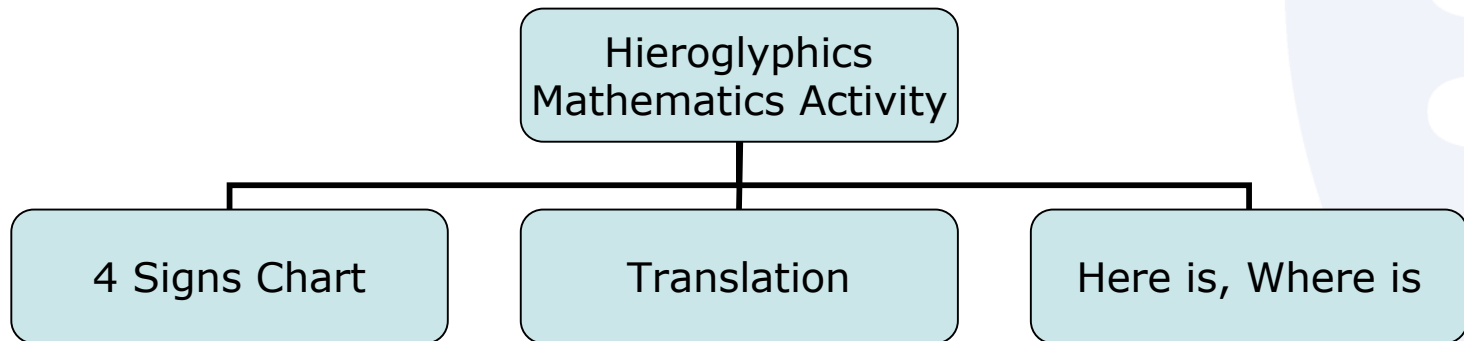 Hieroglyphics
Mathematics Activity
4 Signs Chart
Translation
Here is, Where is